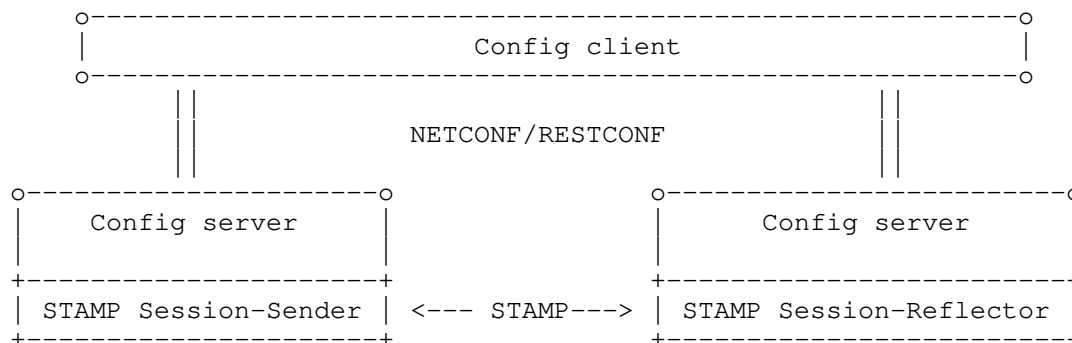 Config client
NETCONF/RESTCONF
Config server Config server
STAMP Session-Sender <--- STAMP---> STAMP Session-Reflector